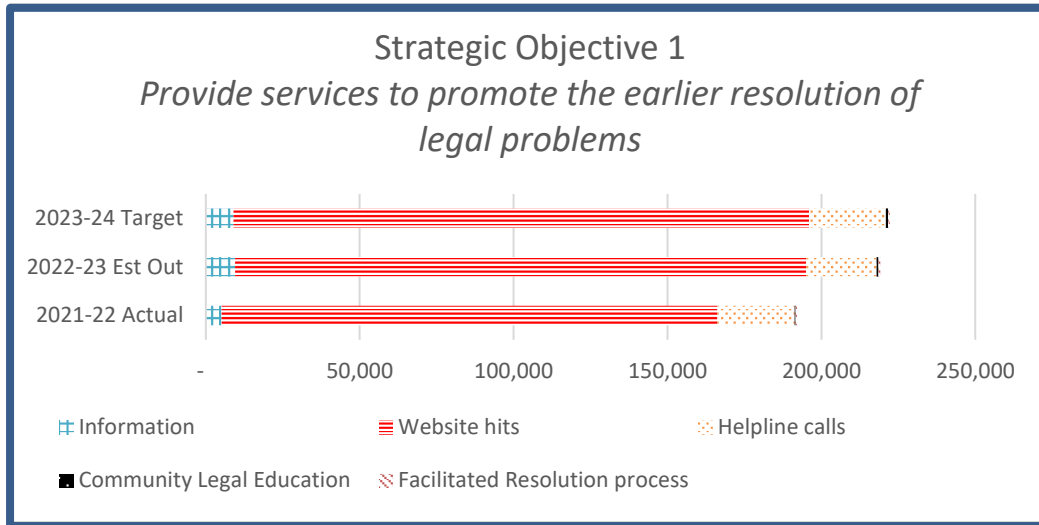 Strategic Objective 1
Provide services to promote the earlier resolution of
legal problems
2023-24 Target
2022-23 Est Out
2021-22 Actual
- 50,000 100,000 150,000 200,000 250,000
Information Website hits Helpline calls
Community Legal Education Facilitated Resolution process